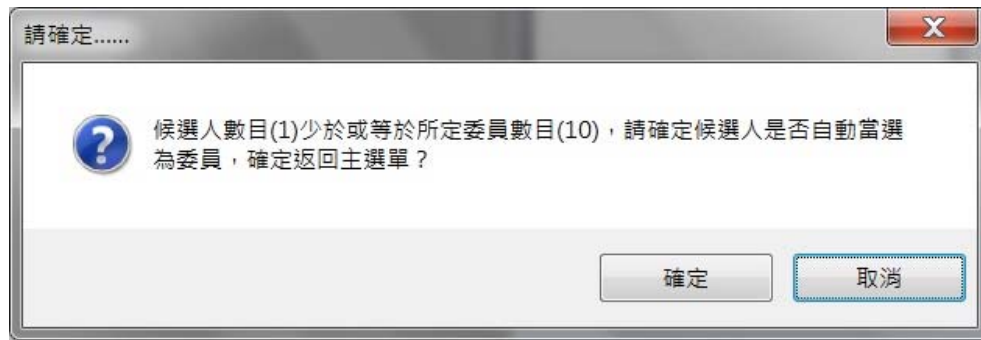 請確定......
候選人數目(1)少於或等於所定委員數目(10)，請確定候選人是否自動當選
為委員，確定返回主選單？
確定
取消